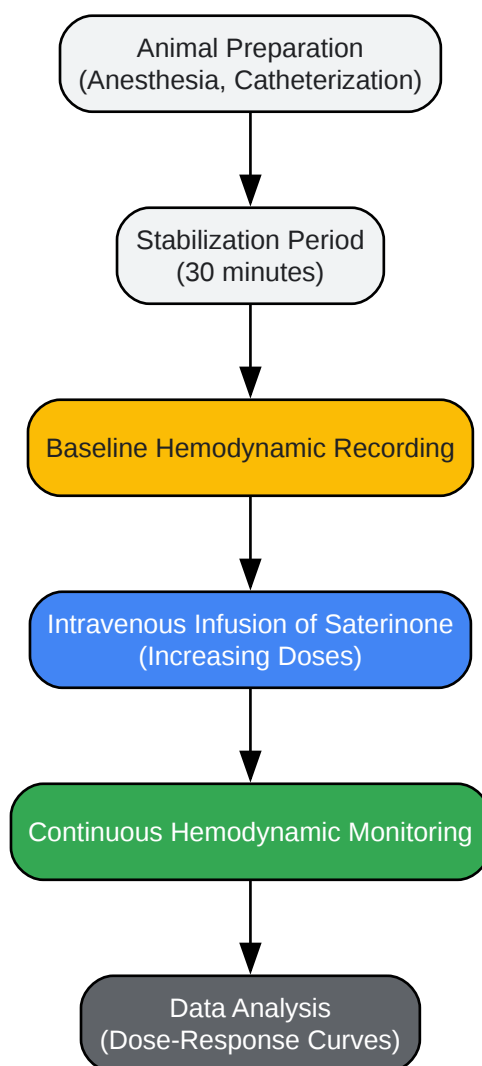 Animal Preparation
(Anesthesia, Catheterization)
Stabilization Period
(30 minutes)
Baseline Hemodynamic Recording
Intravenous Infusion of Saterinone
(Increasing Doses)
Continuous Hemodynamic Monitoring
Data Analysis
(Dose-Response Curves)